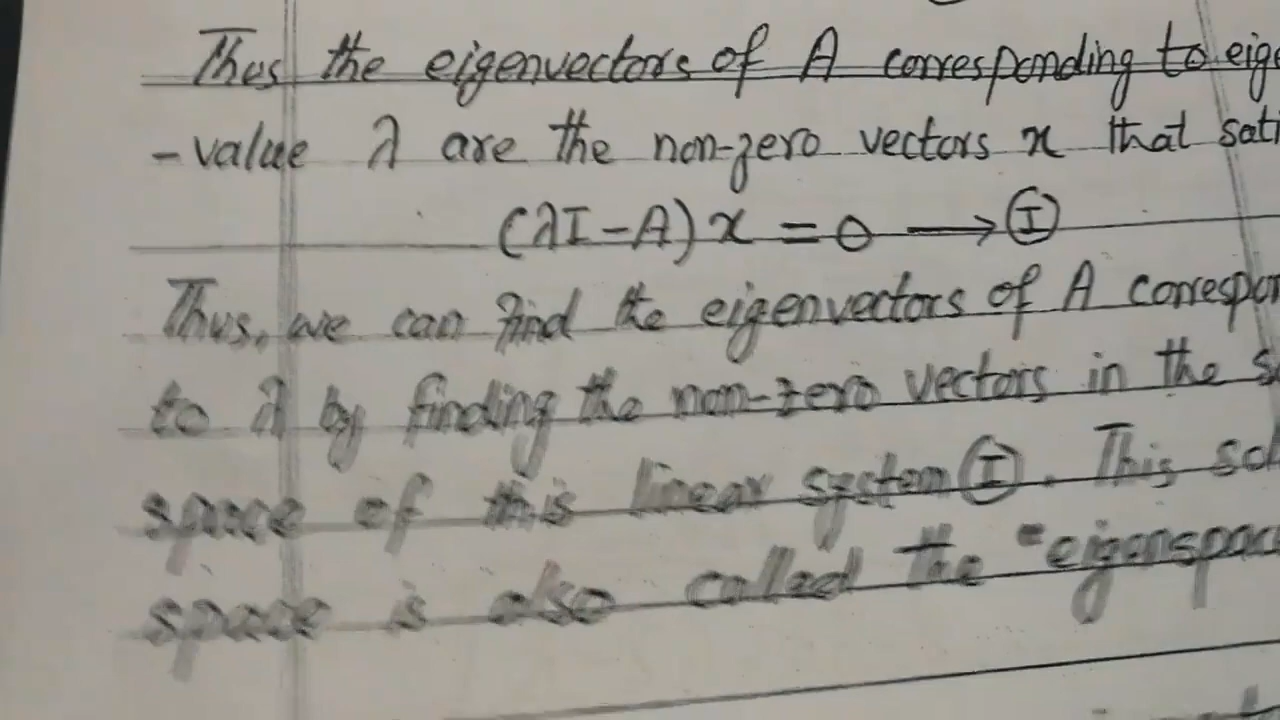 Thus the eigenvectors of A corresponding to eige
-value λ are the non-zero vectors x that sati
(λI-A)x = 0 → Ⓘ
Thus, we can find the eigenvectors of A correspon
to λ by finding the non-zero vectors in the so
space of this linear system Ⓘ. This sol
space is also called the "eigenspac